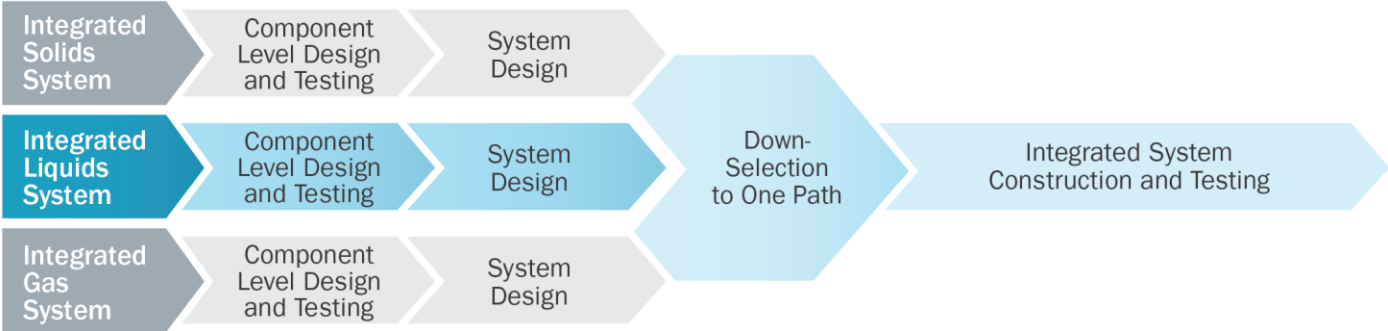 Integrated
Solids
System
Component
Level Design
and Testing
System
Design
Integrated
Liquids
System
Component
Level Design
and Testing
System
Design
Integrated
Gas
System
Component
Level Design
and Testing
System
Design
Down-
Selection
to One Path
Integrated System
Construction and Testing